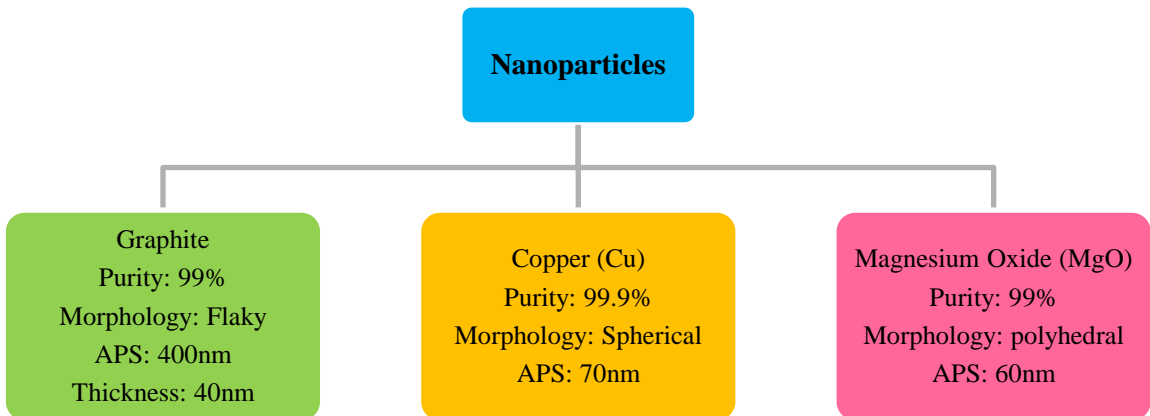 Nanoparticles
Graphite
Purity: 99%
Morphology: Flaky
APS: 400nm
Thickness: 40nm
Copper (Cu)
Purity: 99.9%
Morphology: Spherical
APS: 70nm
Magnesium Oxide (MgO)
Purity: 99%
Morphology: polyhedral
APS: 60nm